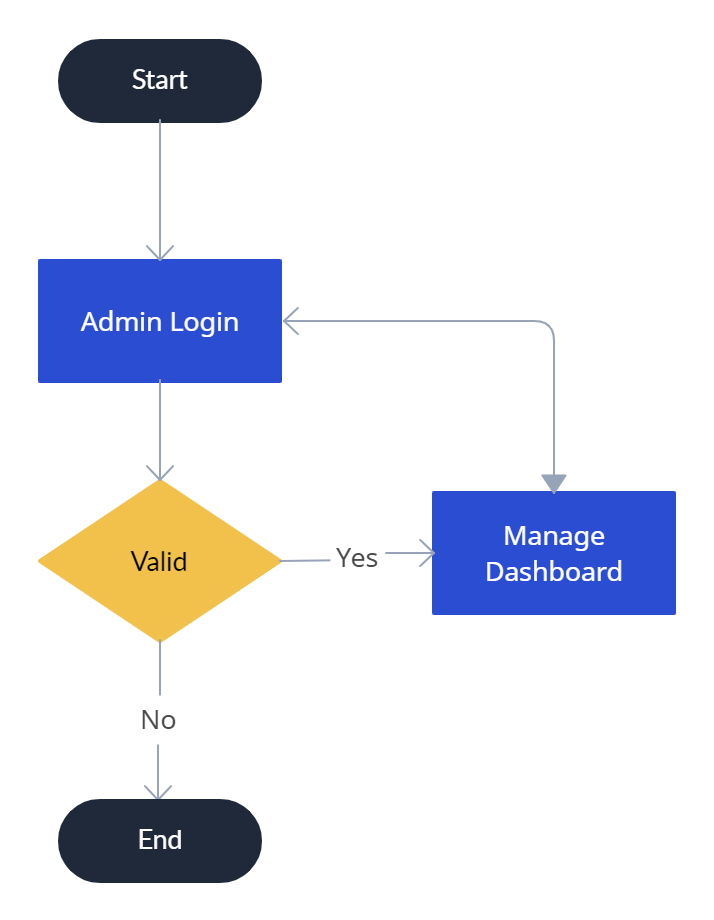 Start
Admin Login
Valid
Yes
Manage
Dashboard
No
End